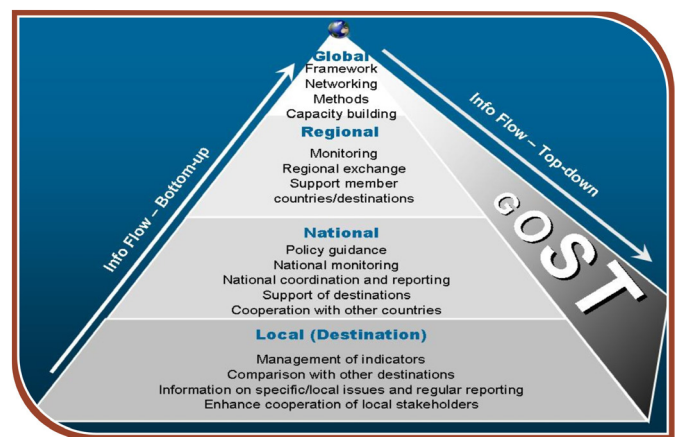 Global
Framework
Networking
Methods
Capacity building
Regional
Monitoring
Regional exchange
Support member
countries/destinations
National
Policy guidance
National monitoring
National coordination and reporting
Support of destinations
Cooperation with other countries
Local (Destination)
Management of indicators
Comparison with other destinations
Information on specific/local issues and regular reporting
Enhance cooperation of local stakeholders
Info Flow – Bottom-up
Info Flow – Top-down
GOST